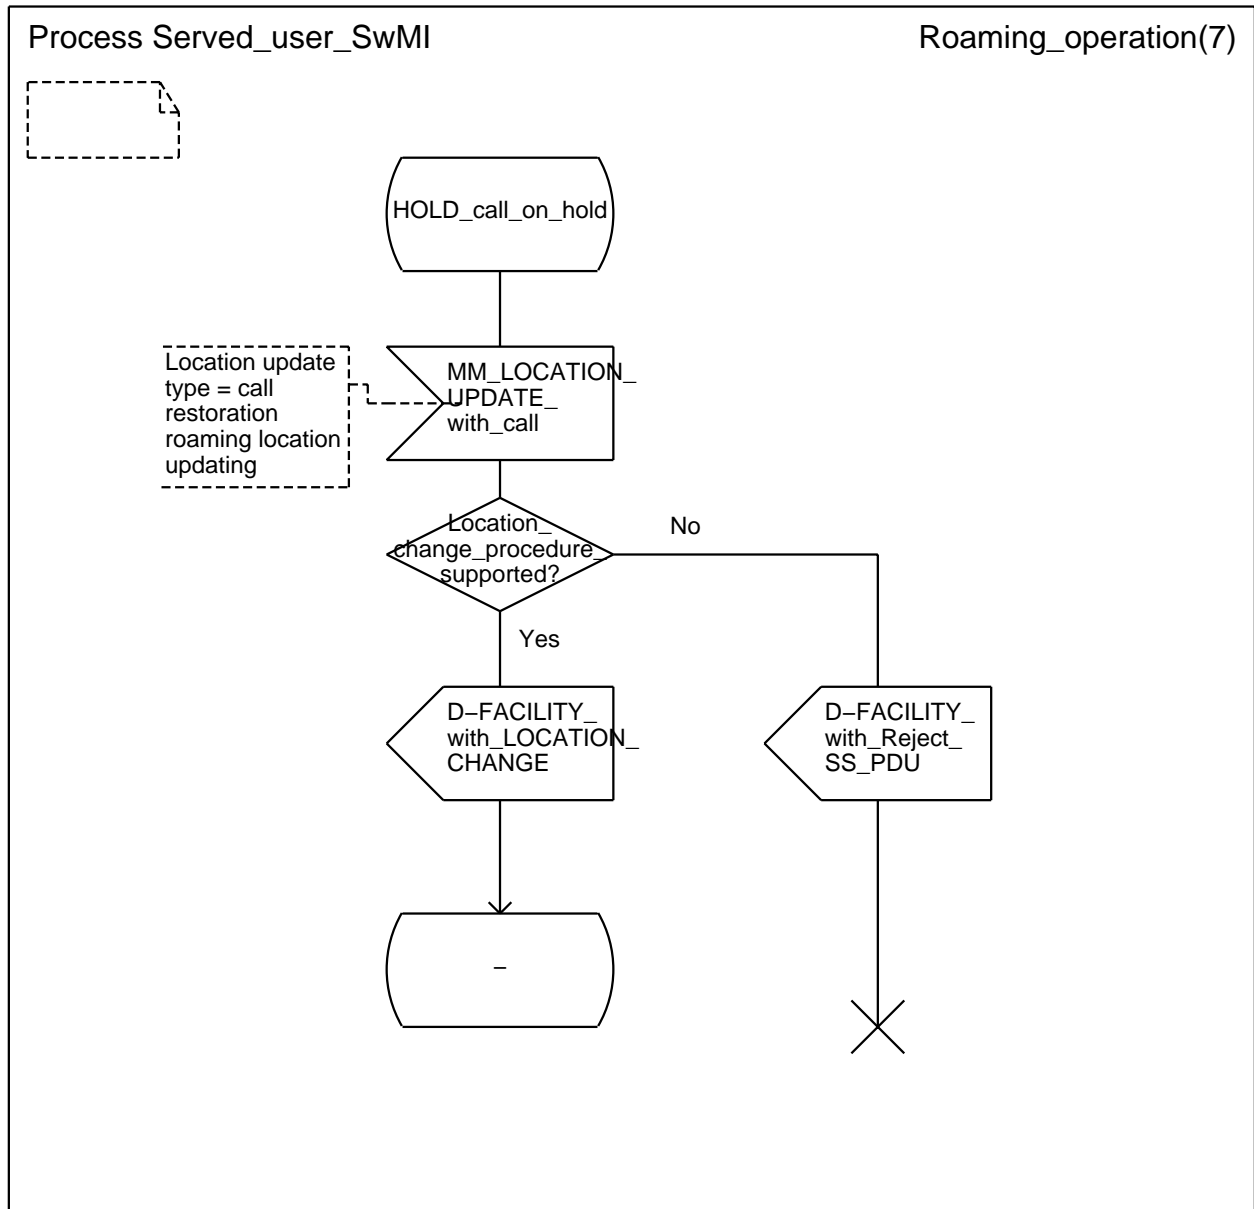 Process Served_user_SwMI
Roaming_operation(7)
HOLD_call_on_hold
Location update
type = call
restoration
roaming location
updating
MM_LOCATION_
UPDATE_
with_call
Location_
change_procedure_
supported?
No
Yes
D−FACILITY_
with_LOCATION_
CHANGE
D−FACILITY_
with_Reject_
SS_PDU
−